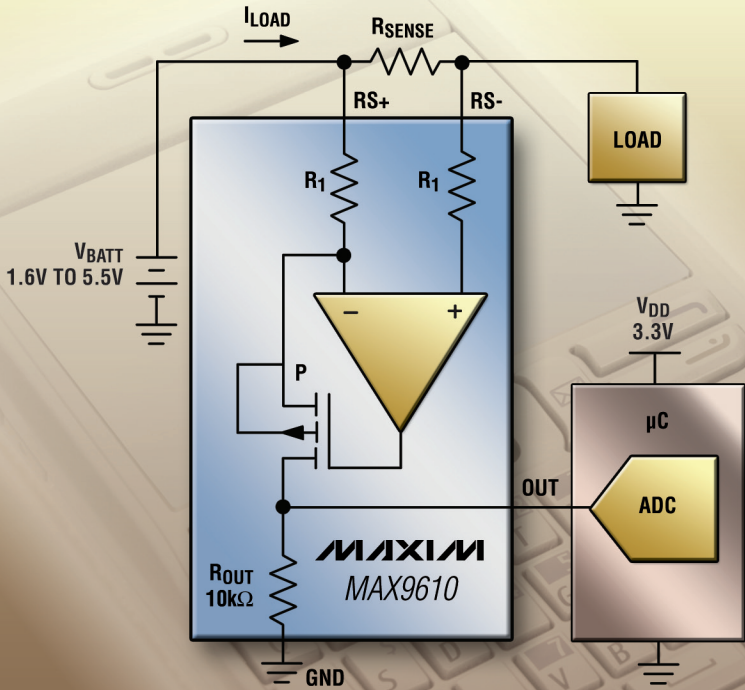 ILOAD
RSENSE
RS+
RS-
LOAD
R1
R1
VBATT
1.6V TO 5.5V
−
+
VDD
3.3V
P
µC
OUT
ADC
MAXIM
MAX9610
ROUT
10kΩ
GND